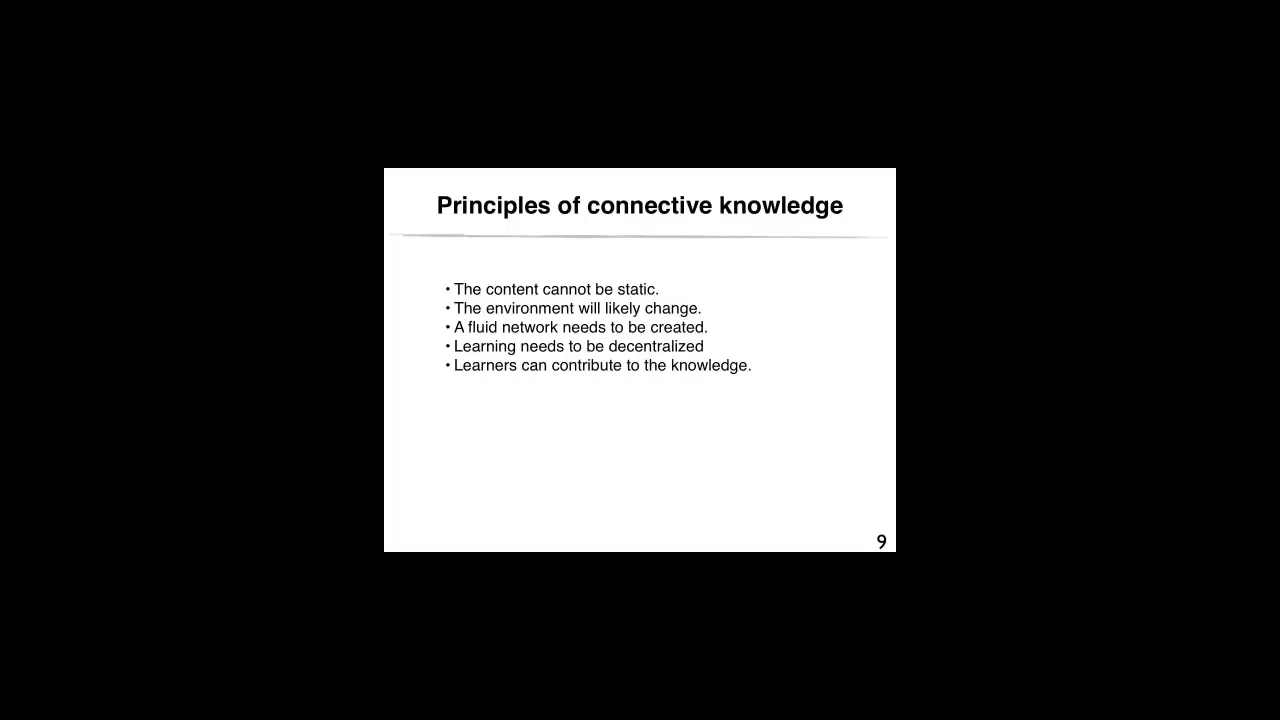 Principles of connective knowledge
• The content cannot be static.
• The environment will likely change.
• A fluid network needs to be created.
• Learning needs to be decentralized
• Learners can contribute to the knowledge.
9